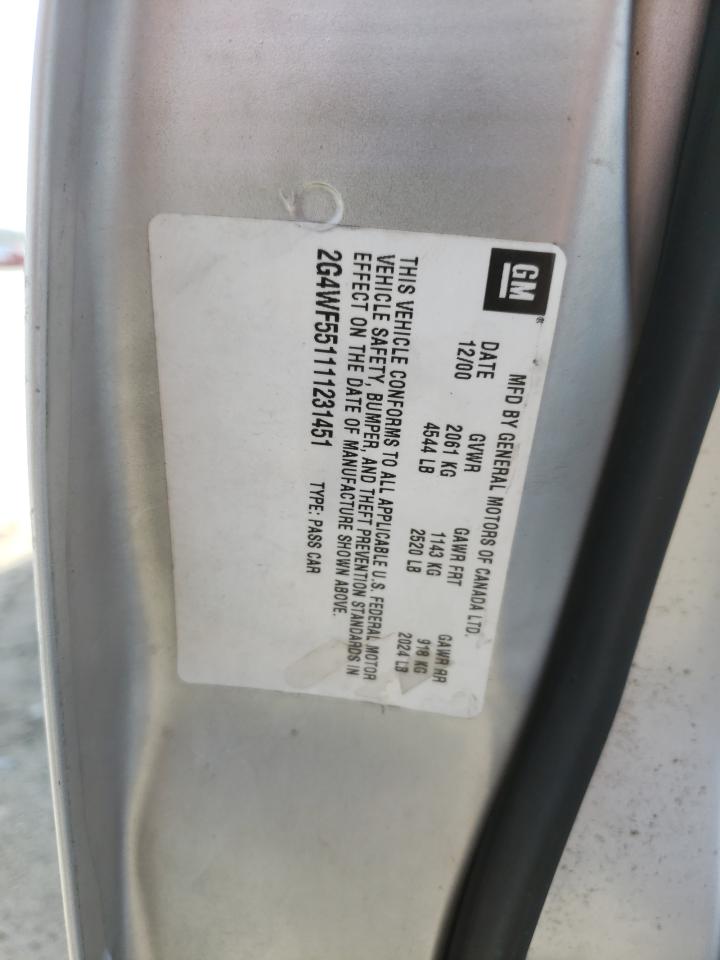 GM®
MFD BY GENERAL MOTORS OF CANADA LTD.
DATE GVWR GAWR FRT GAWR RR
12/00 2061 KG 1143 KG 918 KG
4544 LB 2520 LB 2024 LB
THIS VEHICLE CONFORMS TO ALL APPLICABLE U.S. FEDERAL MOTOR
VEHICLE SAFETY, BUMPER, AND THEFT PREVENTION STANDARDS IN
EFFECT ON THE DATE OF MANUFACTURE SHOWN ABOVE.
2G4WF551111231451 TYPE: PASS CAR